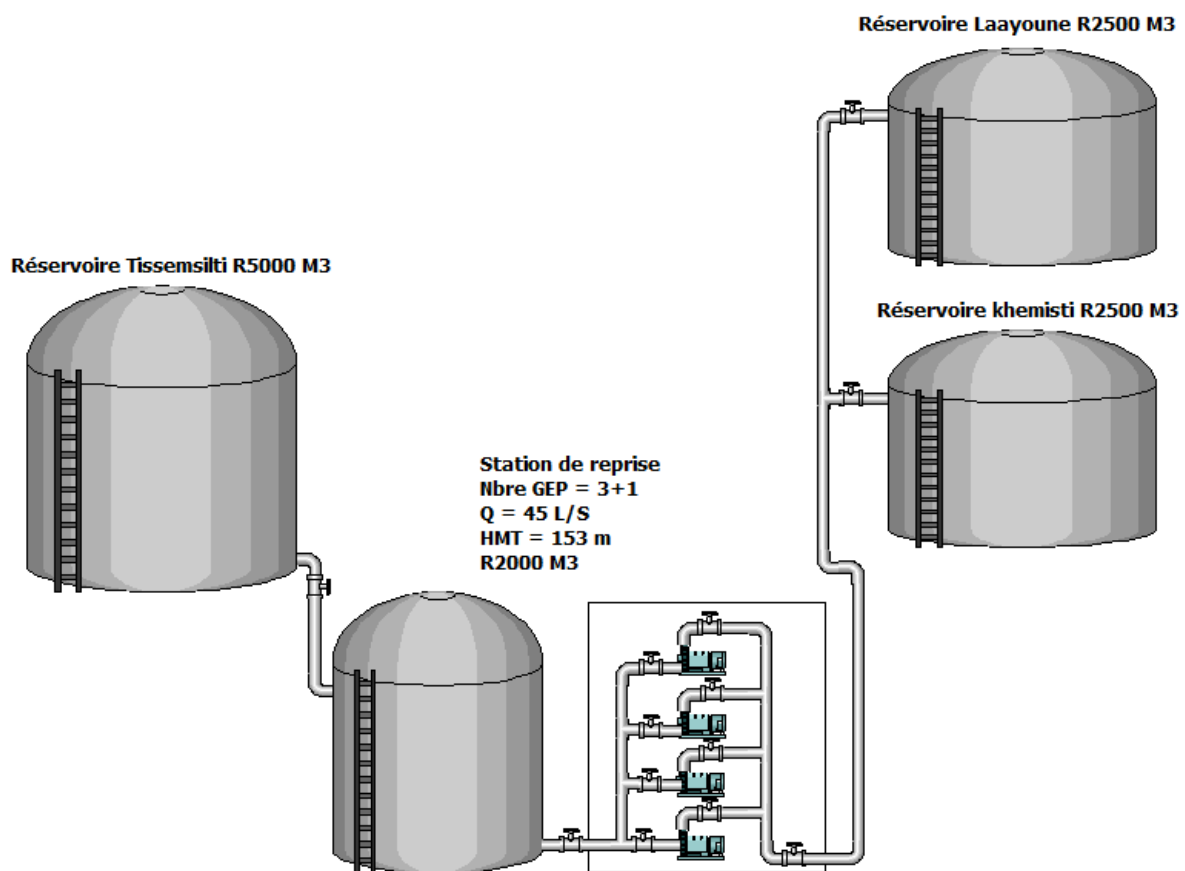 Réservoire Laayoune R2500 M3
Réservoire Tissemsilti R5000 M3
Réservoire khemisti R2500 M3
Station de reprise
Nbre GEP = 3+1
Q = 45 L/S
HMT = 153 m
R2000 M3